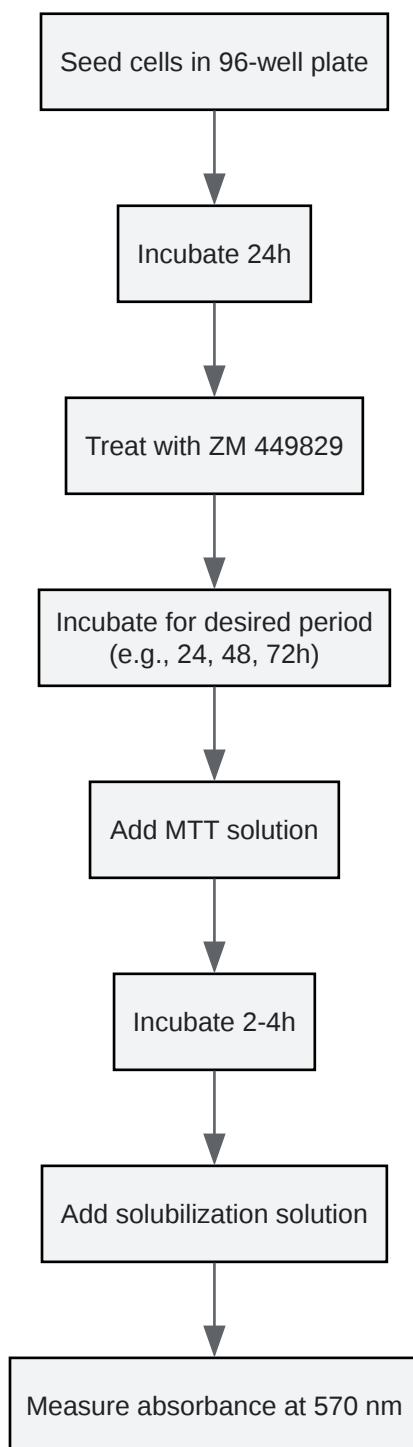 Seed cells in 96-well plate
Incubate 24h
Treat with ZM 449829
Incubate for desired period
(e.g., 24, 48, 72h)
Add MTT solution
Incubate 2-4h
Add solubilization solution
Measure absorbance at 570 nm